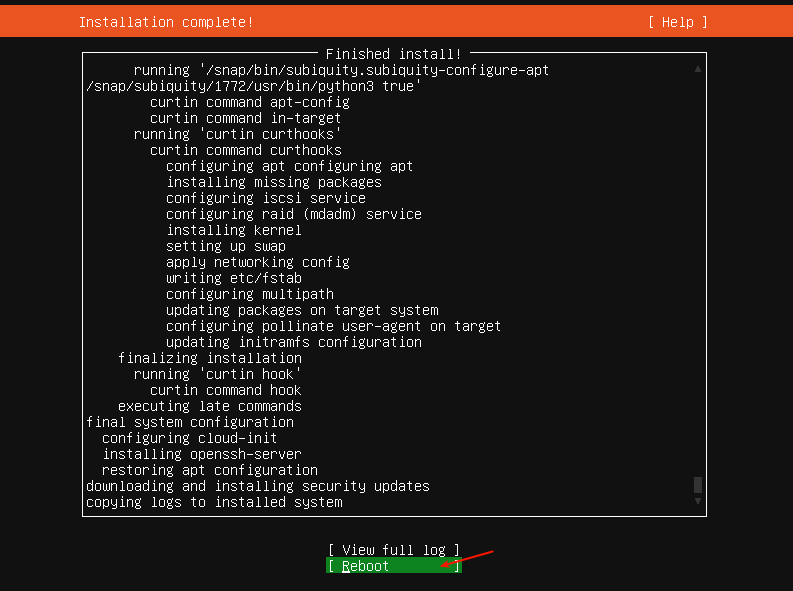 Installation complete! [ Help ]
Finished install!
running '/snap/bin/subiquity.subiquity-configure-apt
/snap/subiquity/1772/usr/bin/python3 true'
curtin command apt-config
curtin command in-target
running 'curtin curthooks'
curtin command curthooks
configuring apt configuring apt
installing missing packages
configuring iscsi service
configuring raid (mdadm) service
installing kernel
setting up swap
apply networking config
writing etc/fstab
configuring multipath
updating packages on target system
configuring pollinate user-agent on target
updating initramfs configuration
finalizing installation
running 'curtin hook'
curtin command hook
executing late commands
final system configuration
configuring cloud-init
installing openssh-server
restoring apt configuration
downloading and installing security updates
copying logs to installed system
[ View full log ]
[ Reboot ]